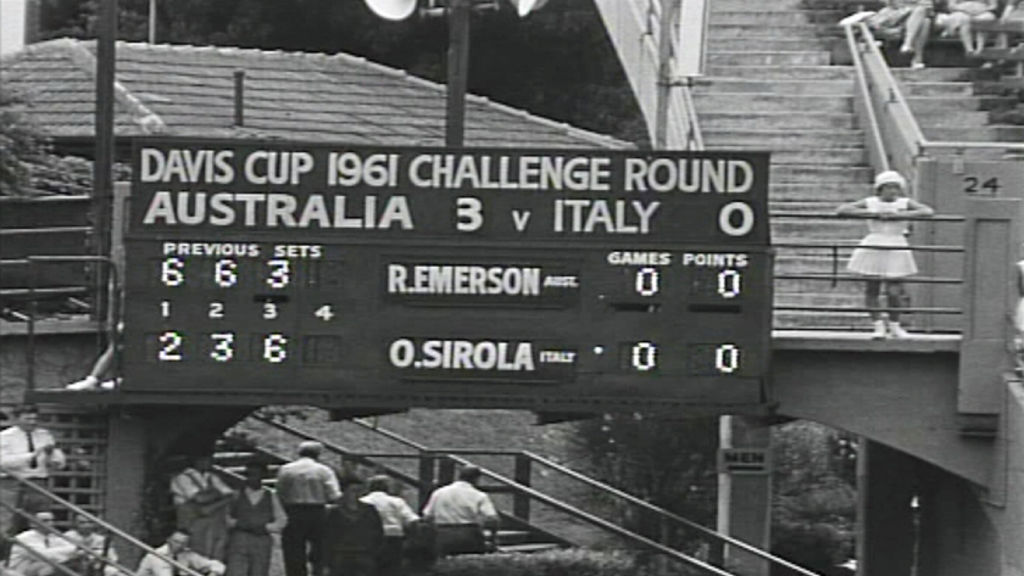 DAVIS CUP 1961 CHALLENGE ROUND
AUSTRALIA 3 V ITALY 0
PREVIOUS SETS GAMES POINTS
6 6 3 R.EMERSON AUST. 0 0
1 2 3 4
2 3 6 O.SIROLA ITALY 0 0
24
MEN